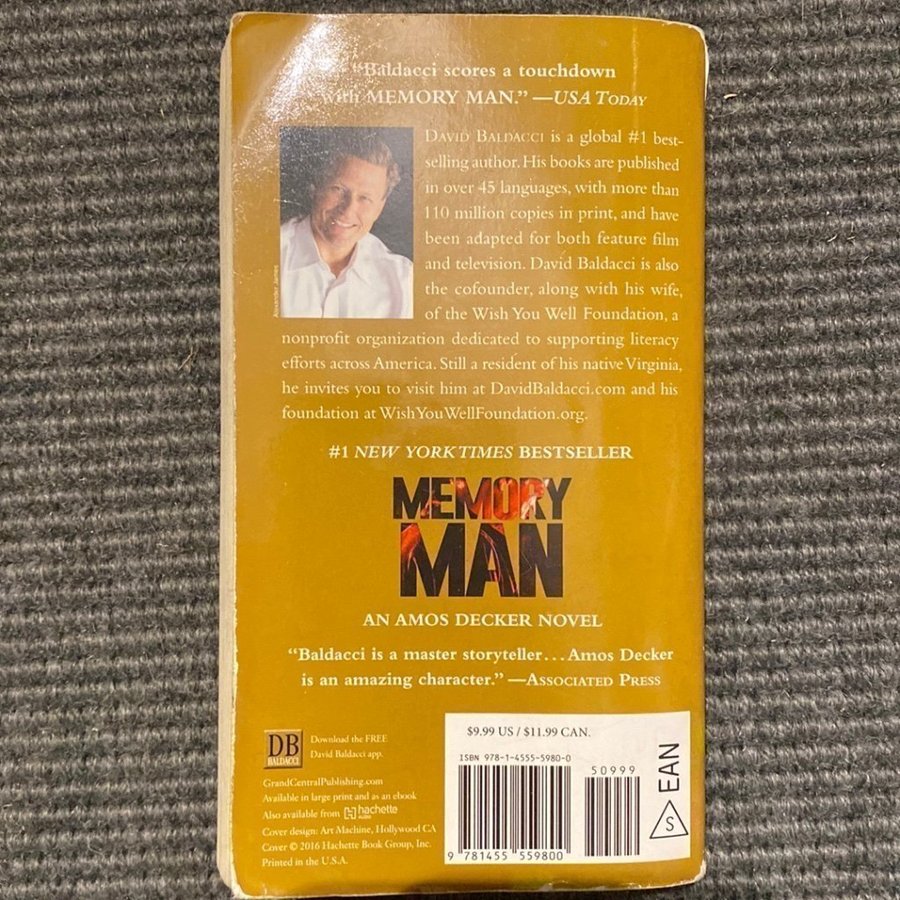 “Baldacci scores a touchdown
with MEMORY MAN.” —USA TODAY
DAVID BALDACCI is a global #1 best-
selling author. His books are published
in over 45 languages, with more than
110 million copies in print, and have
been adapted for both feature film
and television. David Baldacci is also
the cofounder, along with his wife,
of the Wish You Well Foundation, a
nonprofit organization dedicated to supporting literacy
efforts across America. Still a resident of his native Virginia,
he invites you to visit him at DavidBaldacci.com and his
foundation at WishYouWellFoundation.org.
Alexander James
#1 NEW YORK TIMES BESTSELLER
MEMORY
MAN
AN AMOS DECKER NOVEL
“Baldacci is a master storyteller...Amos Decker
is an amazing character.” —ASSOCIATED PRESS
DB
BALDACCI
Download the FREE
David Baldacci app.
GrandCentralPublishing.com
Available in large print and as an ebook
Also available from hachette
AUDIO
Cover design: Art Machine, Hollywood CA
Cover © 2016 Hachette Book Group, Inc.
Printed in the U.S.A.
$9.99 US / $11.99 CAN.
ISBN 978-1-4555-5980-0
50999
9 781455 559800
S
EAN